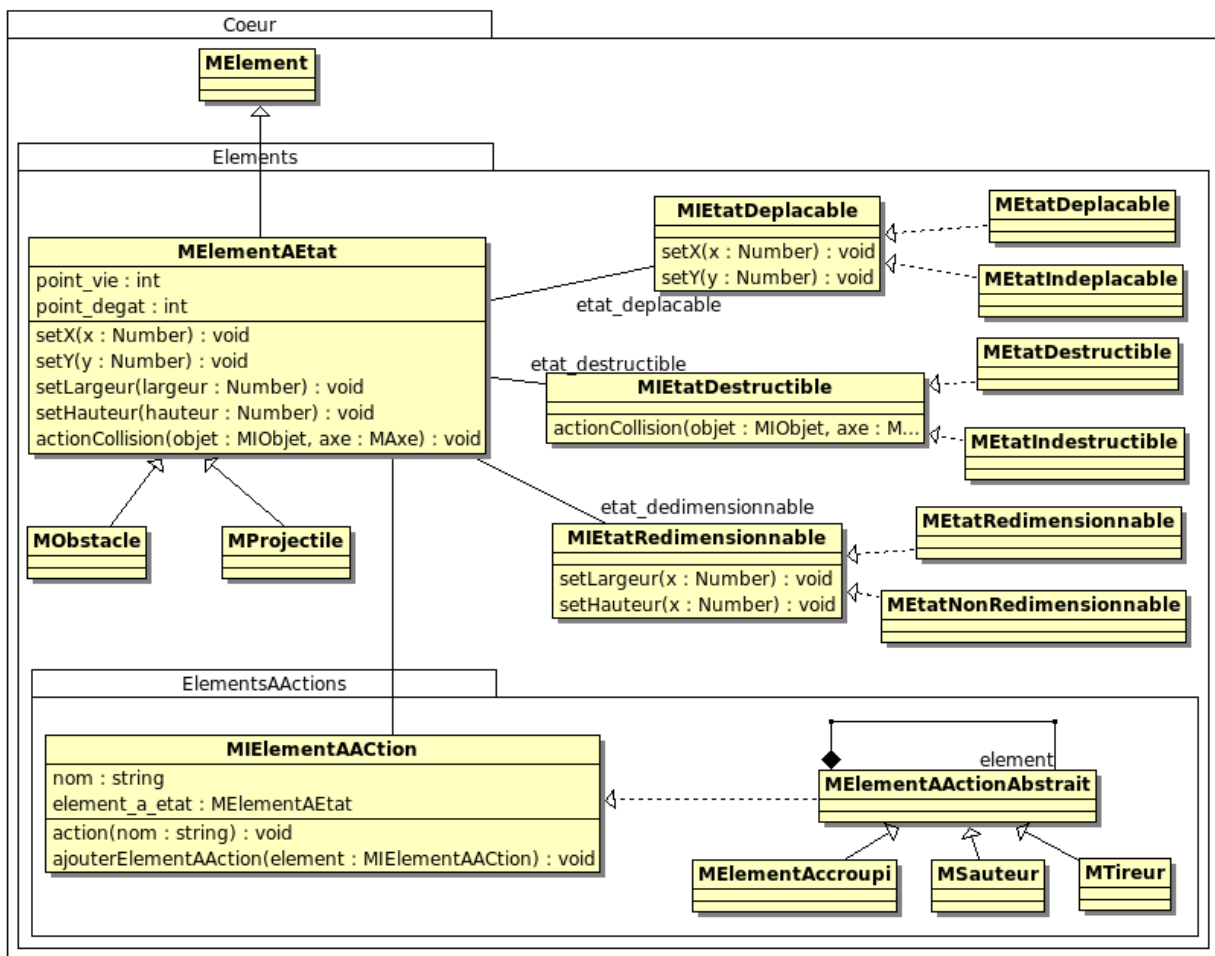 Coeur
MElement
Elements
MElementAEtat
point_vie : int
point_degat : int
setX(x : Number) : void
setY(y : Number) : void
setLargeur(largeur : Number) : void
setHauteur(hauteur : Number) : void
actionCollision(objet : MIObjet, axe : MAxe) : void
MIEtatDeplacable
setX(x : Number) : void
setY(y : Number) : void
etat_deplacable
MEtatDeplacable
MEtatIndeplacable
etat_destructible
MIEtatDestructible
actionCollision(objet : MIObjet, axe : M...
MEtatDestructible
MEtatIndestructible
MObstacle
MProjectile
etat_dedimensionnable
MIEtatRedimensionnable
setLargeur(x : Number) : void
setHauteur(x : Number) : void
MEtatRedimensionnable
MEtatNonRedimensionnable
ElementsAActions
MIElementAACtion
nom : string
element_a_etat : MElementAEtat
action(nom : string) : void
ajouterElementAAction(element : MIElementAACtion) : void
element
MElementAActionAbstrait
MElementAccroupi
MSauteur
MTireur